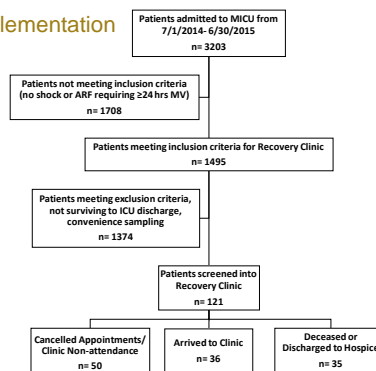 lementation
Patients admitted to MICU from
7/1/2014- 6/30/2015
n= 3203
Patients not meeting inclusion criteria
(no shock or ARF requiring ≥24 hrs MV)
n= 1708
Patients meeting inclusion criteria for Recovery Clinic
n= 1495
Patients meeting exclusion criteria,
not surviving to ICU discharge,
convenience sampling
n= 1374
Patients screened into
Recovery Clinic
n= 121
Cancelled Appointments/
Clinic Non-attendance
n= 50
Arrived to Clinic
n= 36
Deceased or
Discharged to Hospice
n= 35